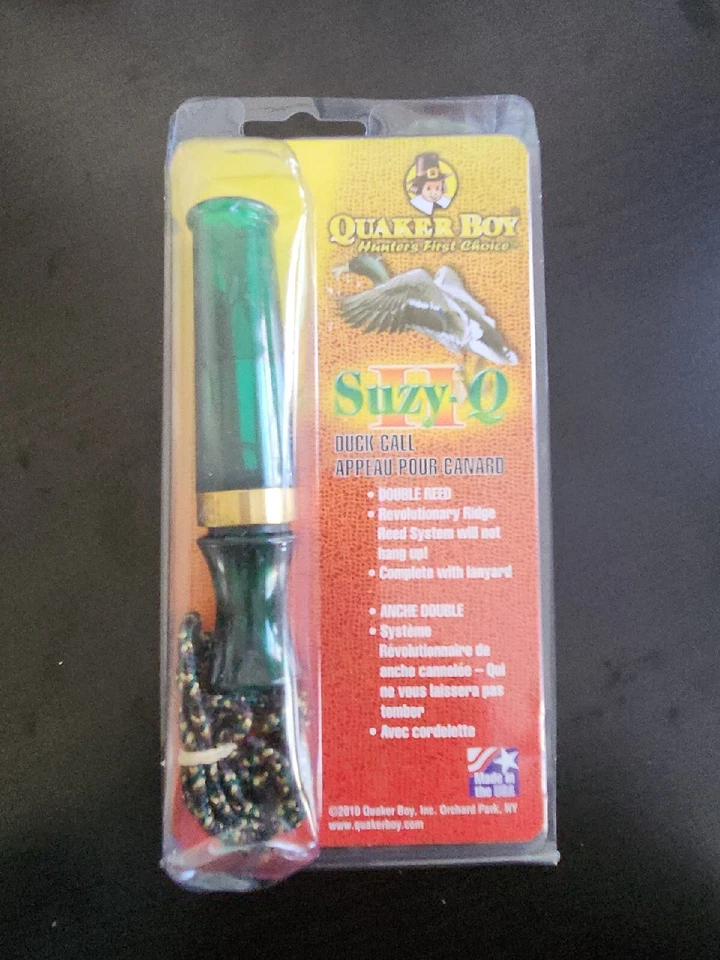 QUAKER BOY
Hunter's First Choice
Suzy-Q
II
DUCK CALL
APPEAU POUR CANARD
• DOUBLE REED
• Revolutionary Ridge
Reed System will not
hang up!
• Complete with lanyard
• ANCHE DOUBLE
• Système
Révolutionnaire de
anche cannelée – Qui
ne vous laissera pas
tomber
• Avec cordelette
Made in
the USA
©2010 Quaker Boy, Inc. Orchard Park, NY
www.quakerboy.com